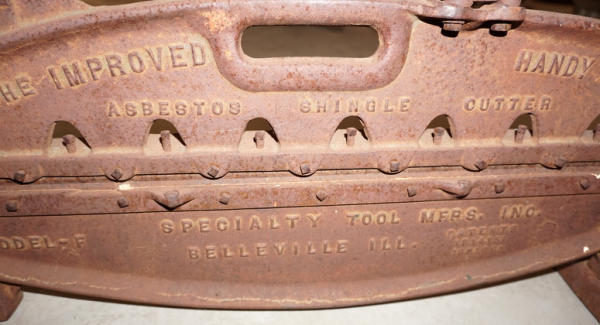 HE IMPROVED HANDY
ASBESTOS SHINGLE CUTTER
SPECIALTY TOOL MFRS. INC.
ODEL-F BELLEVILLE ILL.